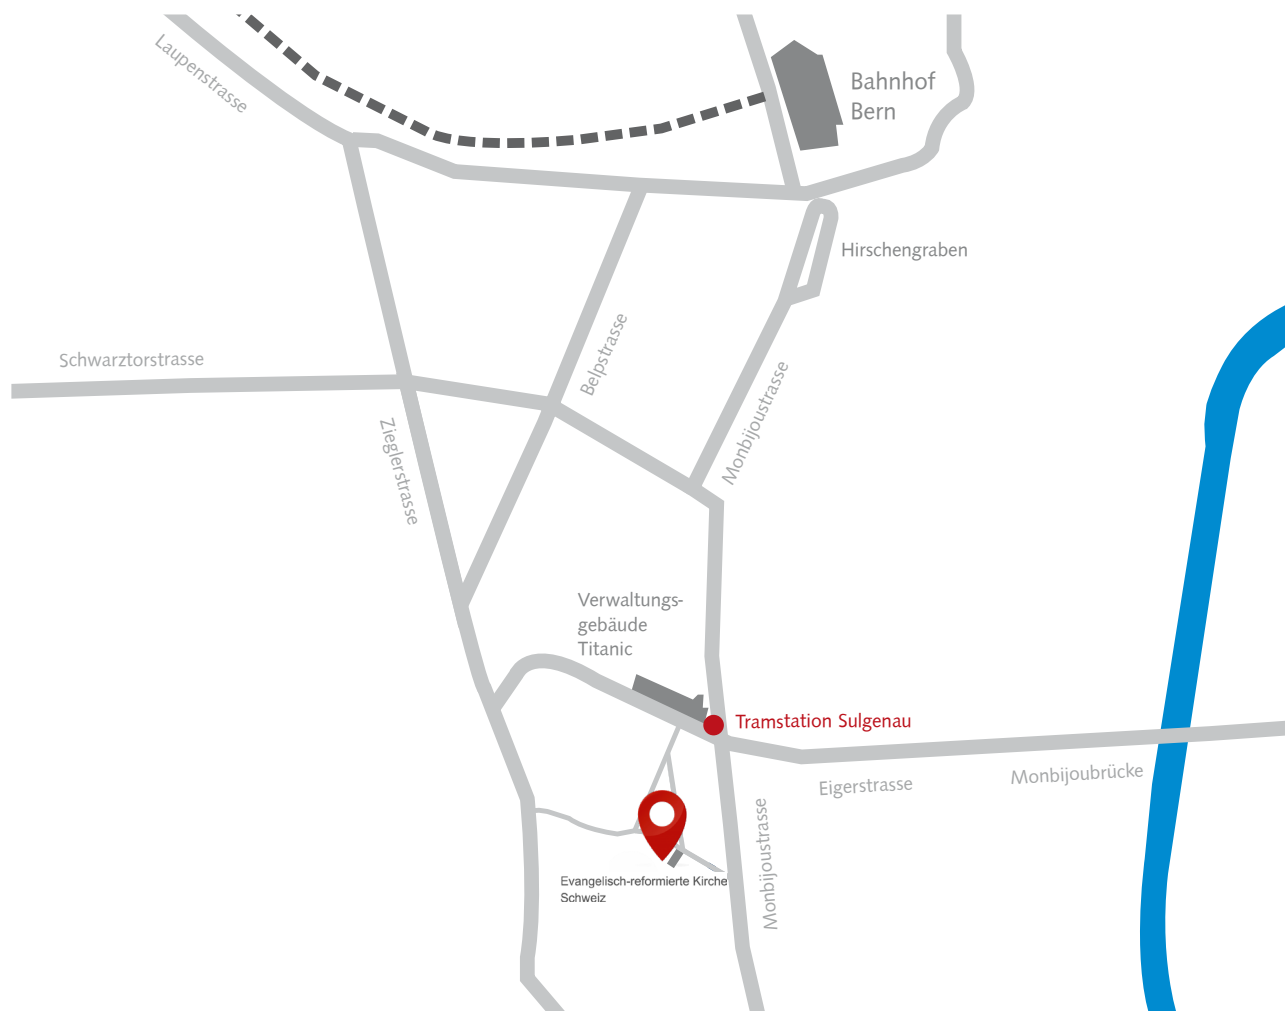 Laupenstrasse
Bahnhof
Bern
Hirschengraben
Schwarztorstrasse
Belpstrasse
Monbijoustrasse
Zieglerstrasse
Verwaltungs-
gebäude
Titanic
Tramstation Sulgenau
Eigerstrasse
Monbijoubrücke
Monbijoustrasse
Evangelisch-reformierte Kirche
Schweiz